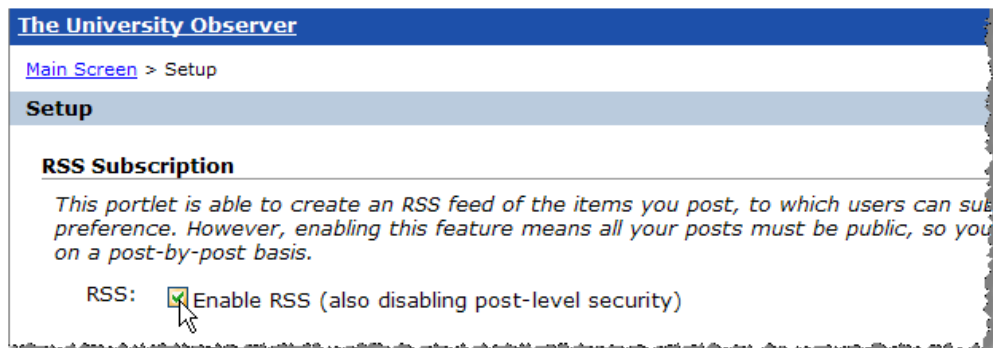 The University Observer
Main Screen > Setup
Setup
RSS Subscription
This portlet is able to create an RSS feed of the items you post, to which users can
preference. However, enabling this feature means all your posts must be public, so you
on a post-by-post basis.
RSS: Enable RSS (also disabling post-level security)